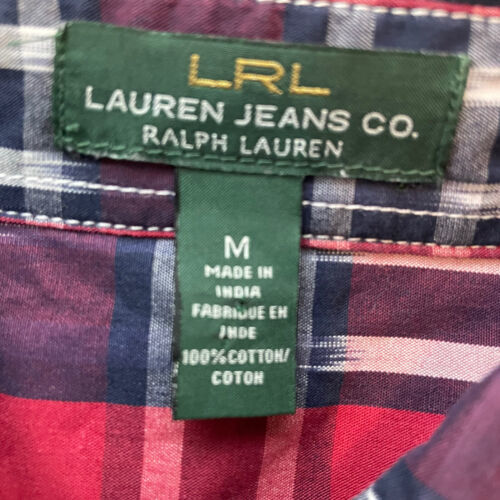 LRL
LAUREN JEANS CO.
RALPH LAUREN
M
MADE IN
INDIA
FABRIQUE EN
INDE
100%COTTON/
COTON